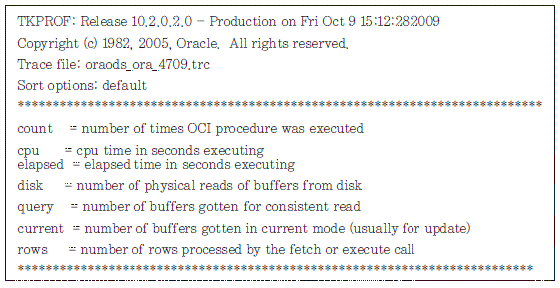 TKPROF: Release 10.2.0.2.0 - Production on Fri Oct 9 15:12:282009
Copyright (c) 1982, 2005, Oracle.  All rights reserved.
Trace file: oraods_ora_4709.trc
Sort options: default
********************************************************************************
count    = number of times OCI procedure was executed
cpu      = cpu time in seconds executing
elapsed  = elapsed time in seconds executing
disk     = number of physical reads of buffers from disk
query    = number of buffers gotten for consistent read
current  = number of buffers gotten in current mode (usually for update)
rows     = number of rows processed by the fetch or execute call
*******************************************************************************